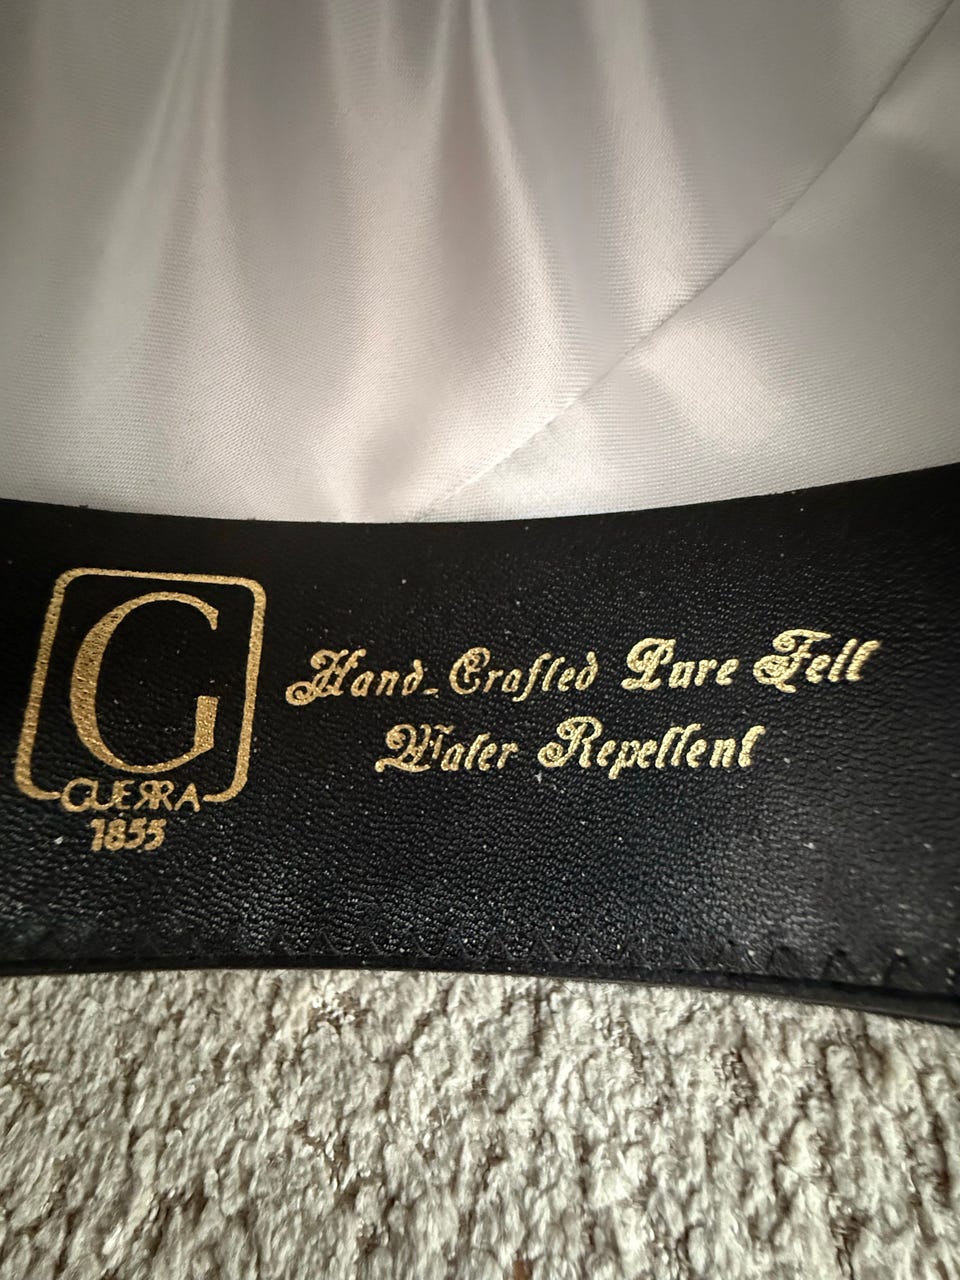 G
GUERRA
1855
Hand-Crafted Pure Felt
Water Repellent